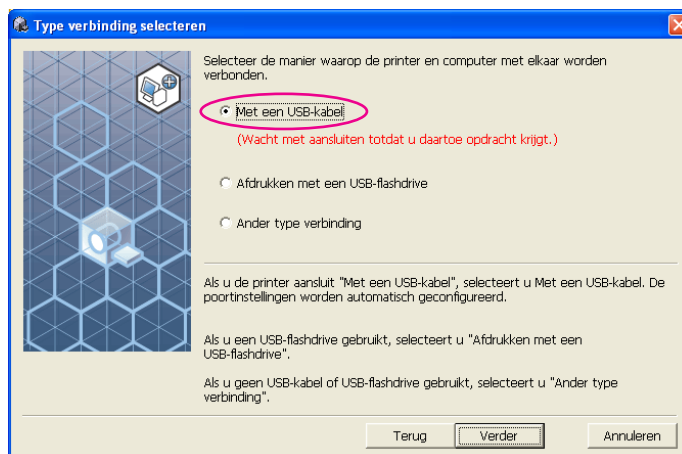 Type verbinding selecteren
Selecteer de manier waarop de printer en computer met elkaar worden
verbonden.
Met een USB-kabel
(Wacht met aansluiten totdat u daartoe opdracht krijgt.)
Afdrukken met een USB-flashdrive
Ander type verbinding
Als u de printer aansluit "Met een USB-kabel", selecteert u Met een USB-kabel. De
poortinstellingen worden automatisch geconfigureerd.
Als u een USB-flashdrive gebruikt, selecteert u "Afdrukken met een
USB-flashdrive".
Als u geen USB-kabel of USB-flashdrive gebruikt, selecteert u "Ander type
verbinding".
Terug
Verder
Annuleren